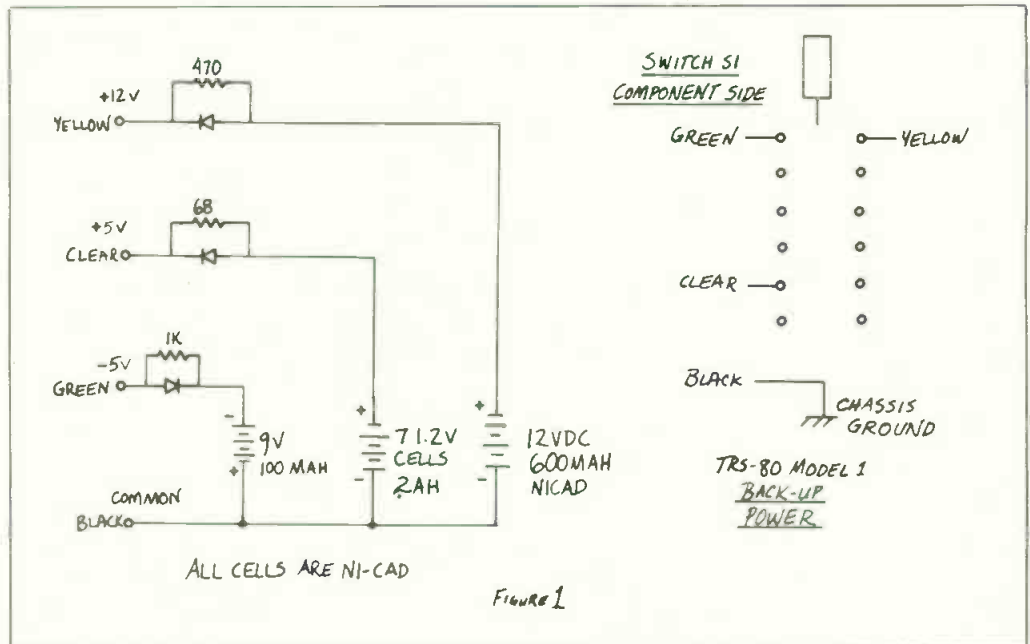 470
+12V
YELLOW
68
+5V
CLEAR
1K
-5V
GREEN
-
9V
100 MAH
+
+
7 1.2V
CELLS
2AH
-
+
12VDC
600MAH
NICAD
-
COMMON
BLACK
ALL CELLS ARE NI-CAD
FIGURE 1
SWITCH S1
COMPONENT SIDE
GREEN
YELLOW
CLEAR
BLACK
CHASSIS
GROUND
TRS-80 MODEL 1
BACK-UP
POWER